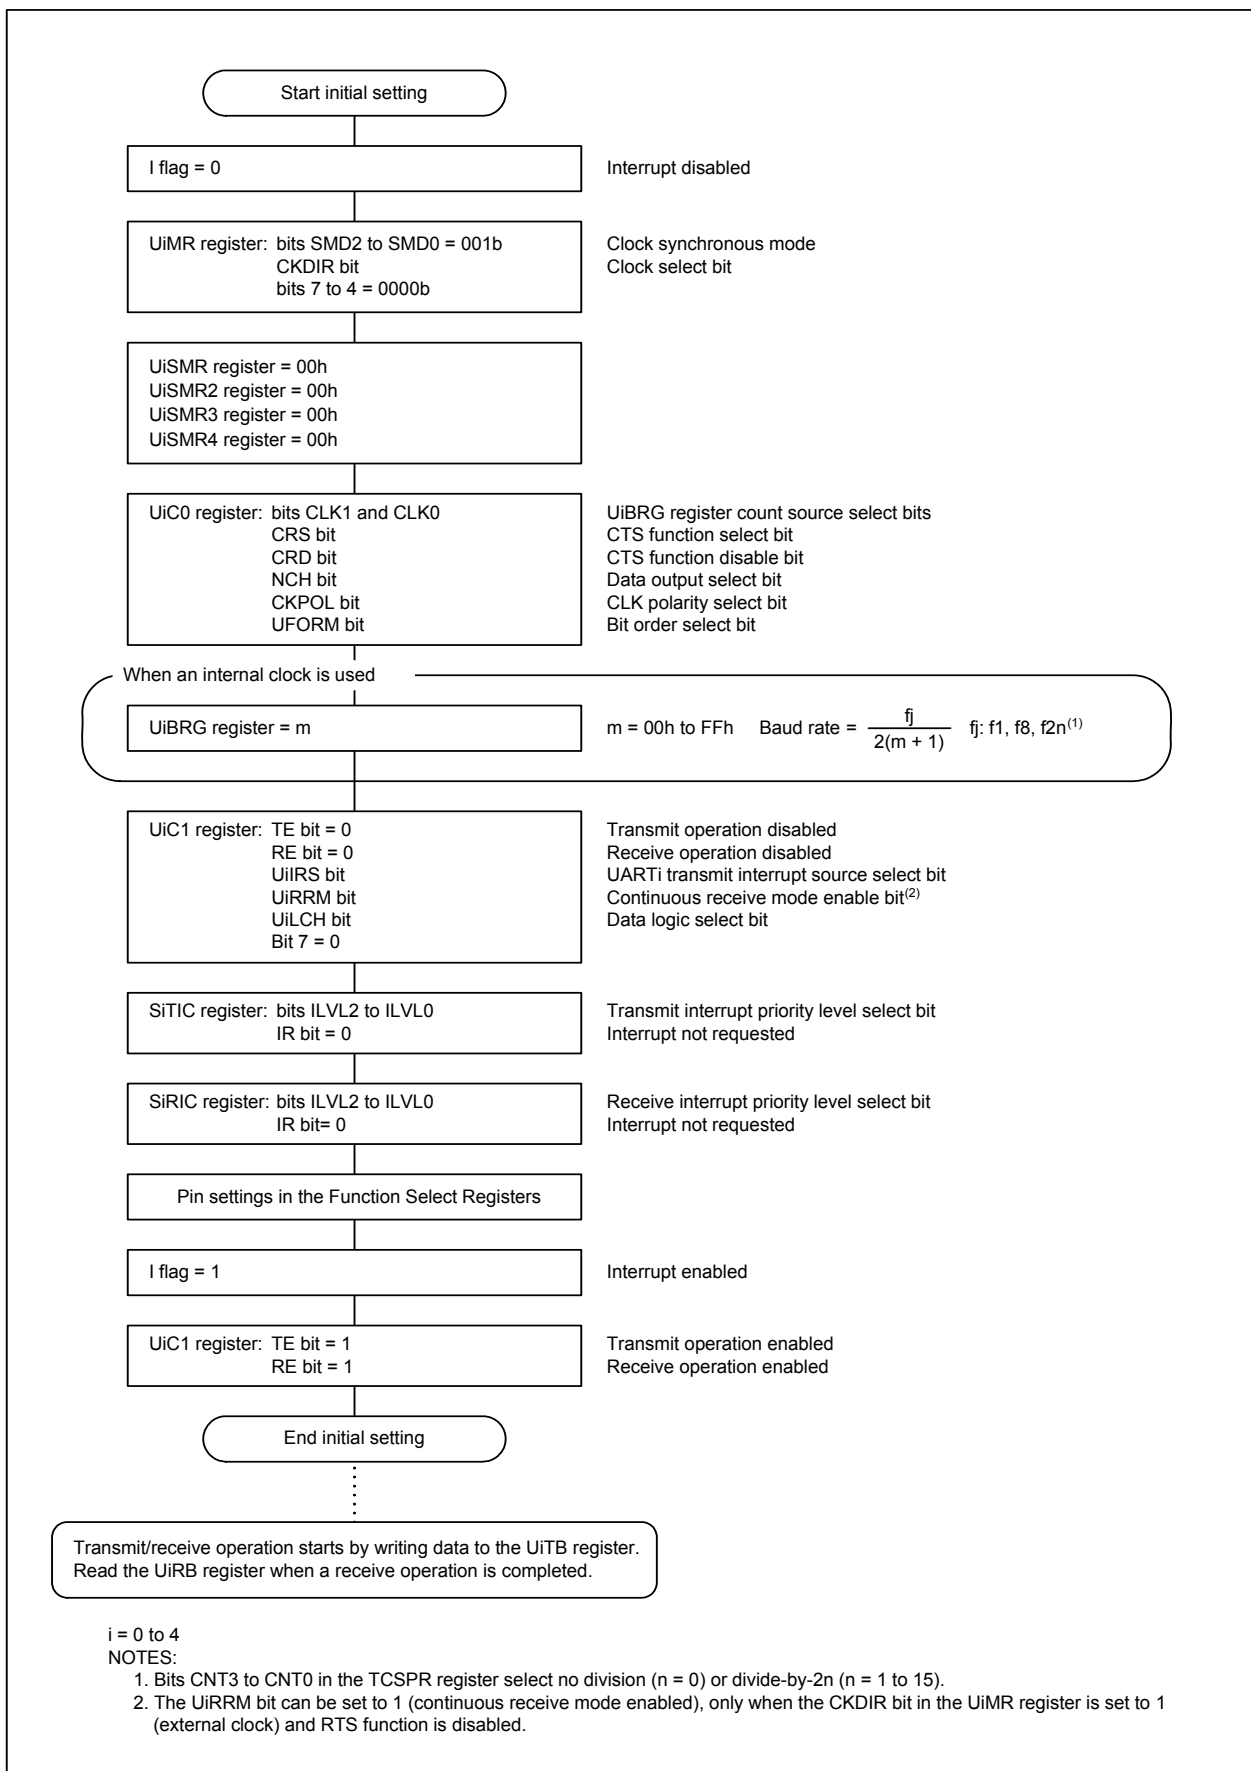 Start initial setting
I flag = 0 Interrupt disabled
UiMR register: bits SMD2 to SMD0 = 001b Clock synchronous mode
CKDIR bit Clock select bit
bits 7 to 4 = 0000b
UiSMR register = 00h
UiSMR2 register = 00h
UiSMR3 register = 00h
UiSMR4 register = 00h
UiC0 register: bits CLK1 and CLK0 UiBRG register count source select bits
CRS bit CTS function select bit
CRD bit CTS function disable bit
NCH bit Data output select bit
CKPOL bit CLK polarity select bit
UFORM bit Bit order select bit
When an internal clock is used
UiBRG register = m m = 00h to FFh Baud rate = fj / 2(m + 1) fj: f1, f8, f2n(1)
UiC1 register: TE bit = 0 Transmit operation disabled
RE bit = 0 Receive operation disabled
UiIRS bit UARTi transmit interrupt source select bit
UiRRM bit Continuous receive mode enable bit(2)
UiLCH bit Data logic select bit
Bit 7 = 0
SiTIC register: bits ILVL2 to ILVL0 Transmit interrupt priority level select bit
IR bit = 0 Interrupt not requested
SiRIC register: bits ILVL2 to ILVL0 Receive interrupt priority level select bit
IR bit= 0 Interrupt not requested
Pin settings in the Function Select Registers
I flag = 1 Interrupt enabled
UiC1 register: TE bit = 1 Transmit operation enabled
RE bit = 1 Receive operation enabled
End initial setting
Transmit/receive operation starts by writing data to the UiTB register.
Read the UiRB register when a receive operation is completed.
i = 0 to 4
NOTES:
1. Bits CNT3 to CNT0 in the TCSPR register select no division (n = 0) or divide-by-2n (n = 1 to 15).
2. The UiRRM bit can be set to 1 (continuous receive mode enabled), only when the CKDIR bit in the UiMR register is set to 1
(external clock) and RTS function is disabled.